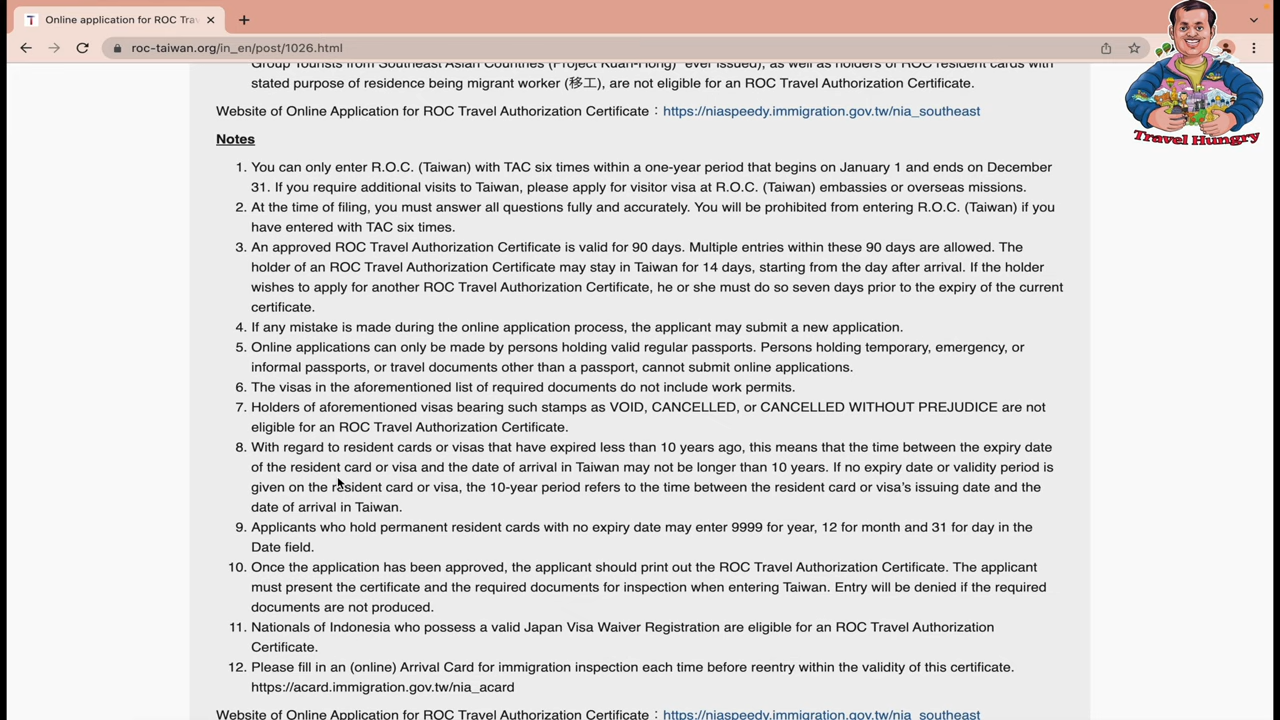 Online application for ROC Tra
roc-taiwan.org/in_en/post/1026.html
Travel Hungry
Group Tourists from Southeast Asian Countries (Project Kuan-Hong)" ever issued), as well as holders of ROC resident cards with
stated purpose of residence being migrant worker (移工), are not eligible for an ROC Travel Authorization Certificate.
Website of Online Application for ROC Travel Authorization Certificate：https://niaspeedy.immigration.gov.tw/nia_southeast
Notes
1. You can only enter R.O.C. (Taiwan) with TAC six times within a one-year period that begins on January 1 and ends on December
31. If you require additional visits to Taiwan, please apply for visitor visa at R.O.C. (Taiwan) embassies or overseas missions.
2. At the time of filing, you must answer all questions fully and accurately. You will be prohibited from entering R.O.C. (Taiwan) if you
have entered with TAC six times.
3. An approved ROC Travel Authorization Certificate is valid for 90 days. Multiple entries within these 90 days are allowed. The
holder of an ROC Travel Authorization Certificate may stay in Taiwan for 14 days, starting from the day after arrival. If the holder
wishes to apply for another ROC Travel Authorization Certificate, he or she must do so seven days prior to the expiry of the current
certificate.
4. If any mistake is made during the online application process, the applicant may submit a new application.
5. Online applications can only be made by persons holding valid regular passports. Persons holding temporary, emergency, or
informal passports, or travel documents other than a passport, cannot submit online applications.
6. The visas in the aforementioned list of required documents do not include work permits.
7. Holders of aforementioned visas bearing such stamps as VOID, CANCELLED, or CANCELLED WITHOUT PREJUDICE are not
eligible for an ROC Travel Authorization Certificate.
8. With regard to resident cards or visas that have expired less than 10 years ago, this means that the time between the expiry date
of the resident card or visa and the date of arrival in Taiwan may not be longer than 10 years. If no expiry date or validity period is
given on the resident card or visa, the 10-year period refers to the time between the resident card or visa's issuing date and the
date of arrival in Taiwan.
9. Applicants who hold permanent resident cards with no expiry date may enter 9999 for year, 12 for month and 31 for day in the
Date field.
10. Once the application has been approved, the applicant should print out the ROC Travel Authorization Certificate. The applicant
must present the certificate and the required documents for inspection when entering Taiwan. Entry will be denied if the required
documents are not produced.
11. Nationals of Indonesia who possess a valid Japan Visa Waiver Registration are eligible for an ROC Travel Authorization
Certificate.
12. Please fill in an (online) Arrival Card for immigration inspection each time before reentry within the validity of this certificate.
https://acard.immigration.gov.tw/nia_acard
Website of Online Application for ROC Travel Authorization Certificate：https://niaspeedy.immigration.gov.tw/nia_southeast